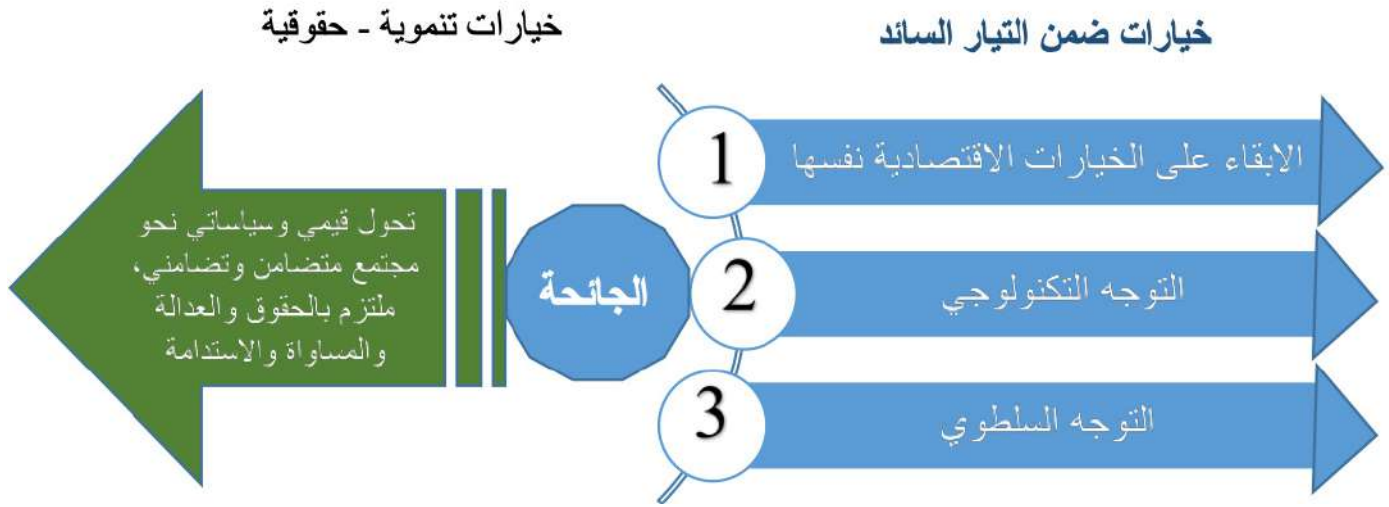 خيارات ضمن التيار السائد
خيارات تنموية - حقوقية
1
الابقاء على الخيارات الاقتصادية نفسها
2
التوجه التكنولوجي
3
التوجه السلطوي
الجائحة
تحول قيمي وسياساتي نحو
مجتمع متضامن وتضامني،
ملتزم بالحقوق والعدالة
والمساواة والاستدامة